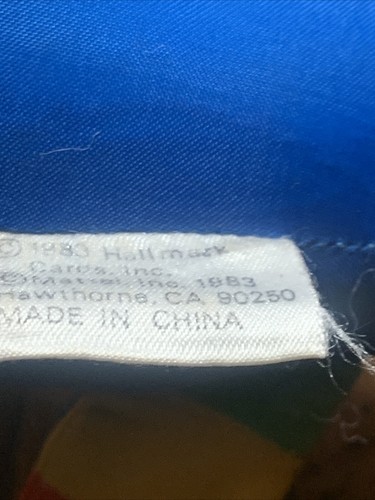 © 1983 Hallmark
Cards, Inc.
© Mattel, Inc. 1983
Hawthorne, CA 90250
MADE IN CHINA